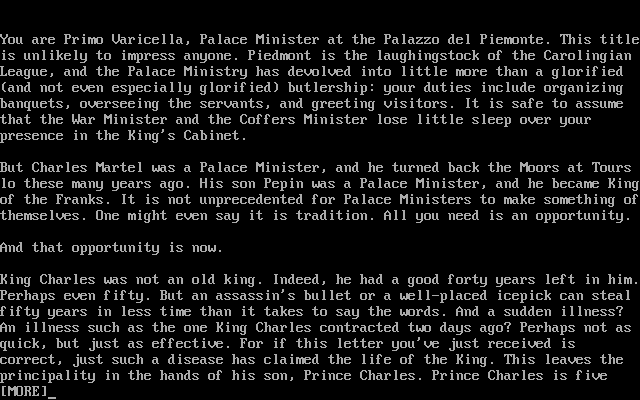 You are Primo Varicella, Palace Minister at the Palazzo del Piemonte. This title
is unlikely to impress anyone. Piedmont is the laughingstock of the Carolingian
League, and the Palace Ministry has devolved into little more than a glorified
(and not even especially glorified) butlership: your duties include organizing
banquets, overseeing the servants, and greeting visitors. It is safe to assume
that the War Minister and the Coffers Minister lose little sleep over your
presence in the King's Cabinet.

But Charles Martel was a Palace Minister, and he turned back the Moors at Tours
lo these many years ago. His son Pepin was a Palace Minister, and he became King
of the Franks. It is not unprecedented for Palace Ministers to make something of
themselves. One might even say it is tradition. All you need is an opportunity.

And that opportunity is now.

King Charles was not an old king. Indeed, he had a good forty years left in him.
Perhaps even fifty. But an assassin's bullet or a well-placed icepick can steal
fifty years in less time than it takes to say the words. And a sudden illness?
An illness such as the one King Charles contracted two days ago? Perhaps not as
quick, but just as effective. For if this letter you've just received is
correct, just such a disease has claimed the life of the King. This leaves the
principality in the hands of his son, Prince Charles. Prince Charles is five
[MORE]_